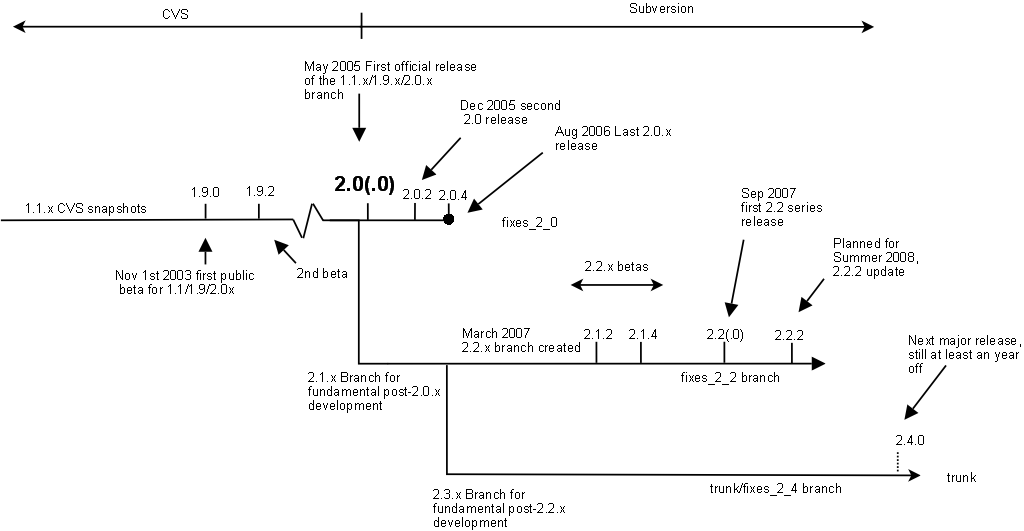 CVS
Subversion
May 2005 First official release
of the 1.1.x/1.9.x/2.0.x
branch
Dec 2005 second
2.0 release
Aug 2006 Last 2.0.x
release
1.9.0
1.9.2
2.0(.0)
2.0.2
2.0.4
1.1.x CVS snapshots
fixes_2_0
Nov 1st 2003 first public
beta for 1.1/1.9/2.0x
2nd beta
Sep 2007
first 2.2 series
release
Planned for
Summer 2008,
2.2.2 update
2.2.x betas
March 2007
2.2.x branch created
2.1.2
2.1.4
2.2(.0)
2.2.2
Next major release,
still at least an year
off
2.1.x Branch for
fundamental post-2.0.x
development
fixes_2_2 branch
2.4.0
trunk
trunk/fixes_2_4 branch
2.3.x Branch for
fundamental post-2.2.x
development